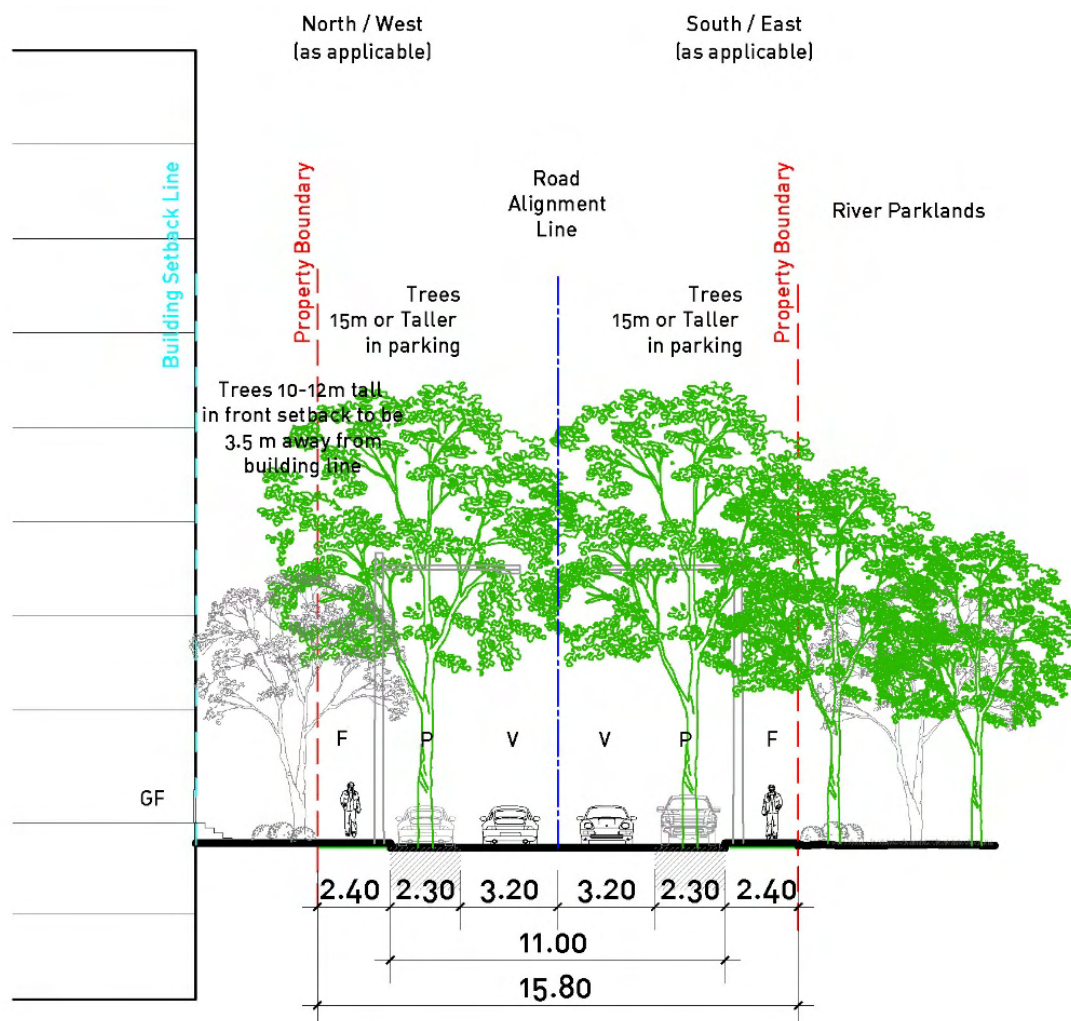 North / West
(as applicable)
South / East
(as applicable)
Building Setback Line
Property Boundary
Road
Alignment
Line
Property Boundary
River Parklands
Trees
15m or Taller
in parking
Trees
15m or Taller
in parking
Trees 10-12m tall
in front setback to be
3.5 m away from
building line
F
P
V
V
P
F
GF
2.40
2.30
3.20
3.20
2.30
2.40
11.00
15.80